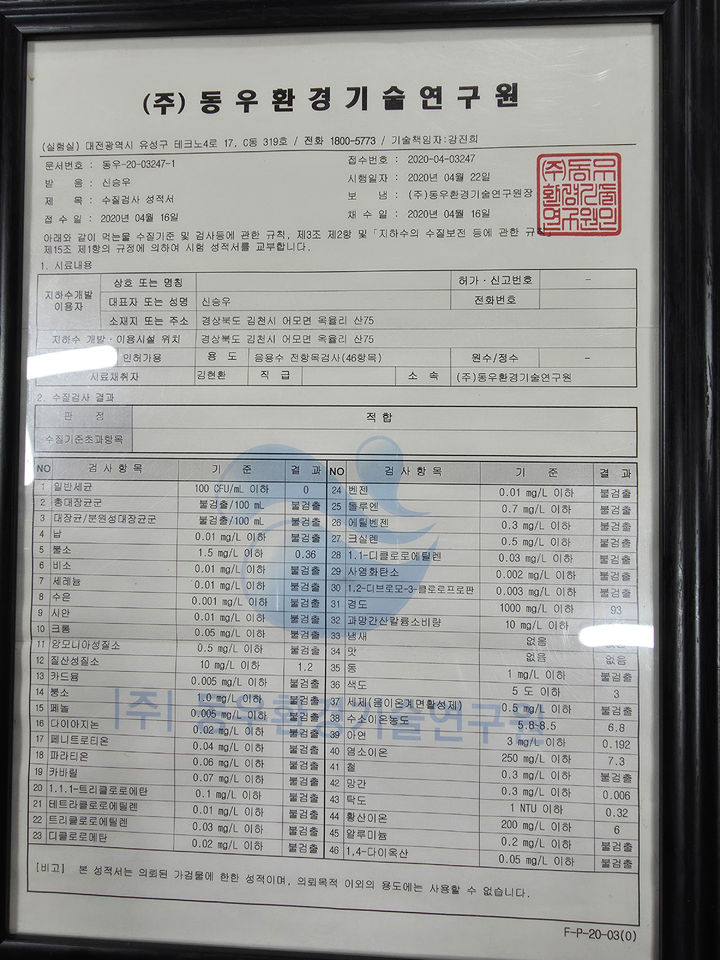 (주) 동우환경기술연구원
(실험실) 대전광역시 유성구 테크노4로 17, C동 319호 / 전화 1800-5773 / 기술책임자:강진희
문서번호 : 동우-20-03247-1 접수번호 : 2020-04-03247
받 음 : 신승우 시행일자 : 2020년 04월 22일
제 목 : 수질검사 성적서 보 냄 : (주)동우환경기술연구원장
접 수 일 : 2020년 04월 16일 채 수 일 : 2020년 04월 16일
아래와 같이 먹는물 수질기준 및 검사등에 관한 규칙, 제3조 제2항 및「지하수의 수질보전 등에 관한 규칙」
제15조 제1항의 규정에 의하여 시험 성적서를 교부합니다.
1. 시료내용
지하수개발 이용자 상호 또는 명칭 허가·신고번호 -
대표자 또는 성명 신승우 전화번호
소재지 또는 주소 경상북도 김천시 어모면 옥율리 산75
지하수 개발·이용시설 위치 경상북도 김천시 어모면 옥율리 산75
인허가용 용 도 음용수 전항목검사(46항목) 원수/정수 -
시료채취자 김현환 직 급 소 속 (주)동우환경기술연구원
2. 수질검사 결과
판 정 적 합
수질기준초과항목
NO 검 사 항 목 기 준 결 과 NO 검 사 항 목 기 준 결 과
1 일반세균 100 CFU/mL 이하 0 24 벤젠 0.01 mg/L 이하 불검출
2 총대장균군 불검출/100 mL 불검출 25 톨루엔 0.7 mg/L 이하 불검출
3 대장균/분원성대장균군 불검출/100 mL 불검출 26 에틸벤젠 0.3 mg/L 이하 불검출
4 납 0.01 mg/L 이하 불검출 27 크실렌 0.5 mg/L 이하 불검출
5 불소 1.5 mg/L 이하 0.36 28 1.1-디클로로에틸렌 0.03 mg/L 이하 불검출
6 비소 0.01 mg/L 이하 불검출 29 사염화탄소 0.002 mg/L 이하 불검출
7 세레늄 0.01 mg/L 이하 불검출 30 1,2-디브로모-3-클로로프로판 0.003 mg/L 이하 불검출
8 수은 0.001 mg/L 이하 불검출 31 경도 1000 mg/L 이하 93
9 시안 0.01 mg/L 이하 불검출 32 과망간산칼륨소비량 10 mg/L 이하
10 크롬 0.05 mg/L 이하 불검출 33 냄새 없음
11 암모니아성질소 0.5 mg/L 이하 불검출 34 맛 없음 없음
12 질산성질소 10 mg/L 이하 1.2 35 동 1 mg/L 이하 불검출
13 카드뮴 0.005 mg/L 이하 불검출 36 색도 5 도 이하 3
14 붕소 1.0 mg/L 이하 불검출 37 세제(음이온계면활성제) 0.5 mg/L 이하 불검출
15 페놀 0.005 mg/L 이하 불검출 38 수소이온농도 5.8-8.5 6.8
16 다이아지논 0.02 mg/L 이하 불검출 39 아연 3 mg/L 이하 0.192
17 페니트로티온 0.04 mg/L 이하 불검출 40 염소이온 250 mg/L 이하 7.3
18 파라티온 0.06 mg/L 이하 불검출 41 철 0.3 mg/L 이하 불검출
19 카바릴 0.07 mg/L 이하 불검출 42 망간 0.3 mg/L 이하 0.006
20 1.1.1-트리클로로에탄 0.1 mg/L 이하 불검출 43 탁도 1 NTU 이하 0.32
21 테트라클로로에틸렌 0.01 mg/L 이하 불검출 44 황산이온 200 mg/L 이하 6
22 트리클로로에틸렌 0.03 mg/L 이하 불검출 45 알루미늄 0.2 mg/L 이하 불검출
23 디클로로메탄 0.02 mg/L 이하 불검출 46 1,4-다이옥산 0.05 mg/L 이하 불검출
(주) 동우환경기술연구원
[비고] 본 성적서는 의뢰된 가검물에 한한 성적이며, 의뢰목적 이외의 용도에는 사용할 수 없습니다.
F-P-20-03(0)